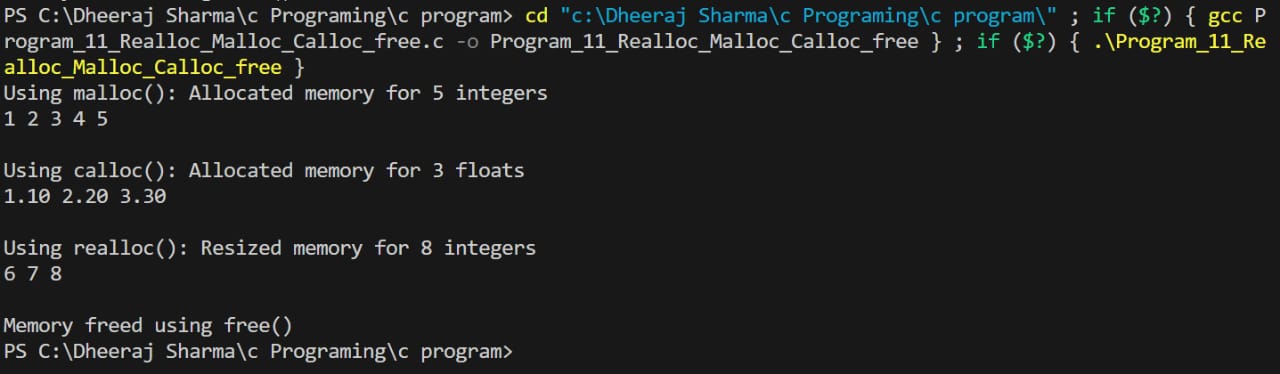 PS C:\Dheeraj Sharma\c Programing\c program> cd "c:\Dheeraj Sharma\c Programing\c program\" ; if ($?) { gcc P
rogram_11_Realloc_Malloc_Calloc_free.c -o Program_11_Realloc_Malloc_Calloc_free } ; if ($?) { .\Program_11_Re
alloc_Malloc_Calloc_free }
Using malloc(): Allocated memory for 5 integers
1 2 3 4 5
Using calloc(): Allocated memory for 3 floats
1.10 2.20 3.30
Using realloc(): Resized memory for 8 integers
6 7 8
Memory freed using free()
PS C:\Dheeraj Sharma\c Programing\c program>